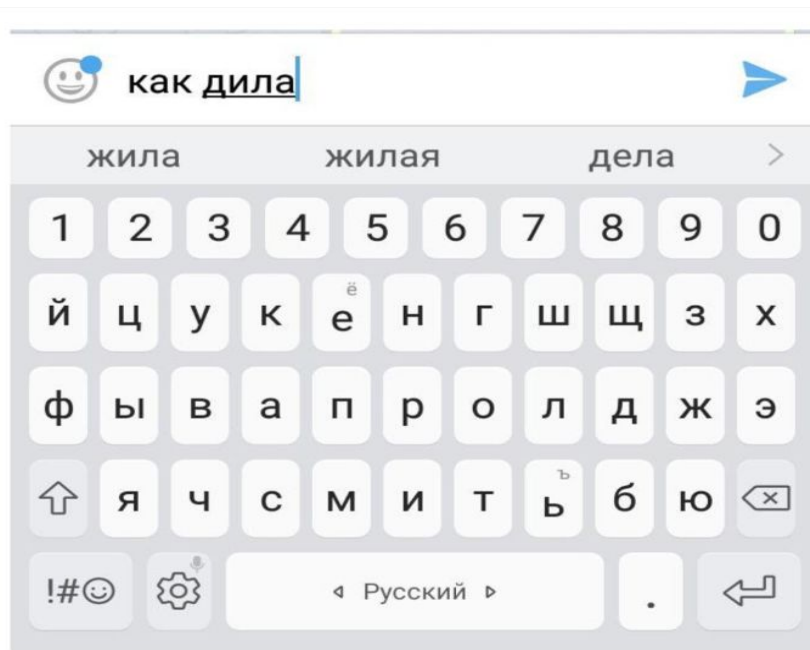 как дила
жила жилая дела >
1 2 3 4 5 6 7 8 9 0
й ц у к е ё н г ш щ з х
ф ы в а п р о л д ж э
я ч с м и т ь ъ б ю
!#☺ Русский .